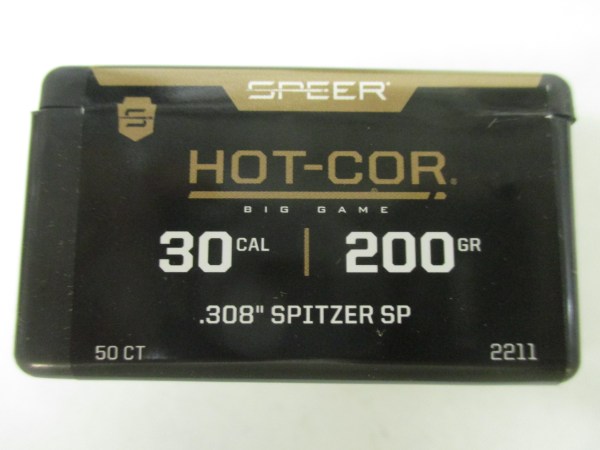 SPEER
HOT-COR®
BIG GAME
30 CAL | 200 GR
.308" SPITZER SP
50 CT 2211